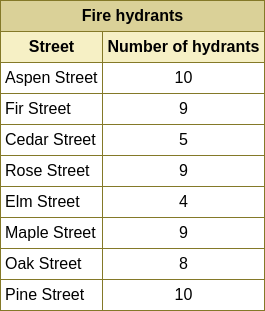 Fire hydrants
Street Number of hydrants
Aspen Street 10
Fir Street 9
Cedar Street 5
Rose Street 9
Elm Street 4
Maple Street 9
Oak Street 8
Pine Street 10